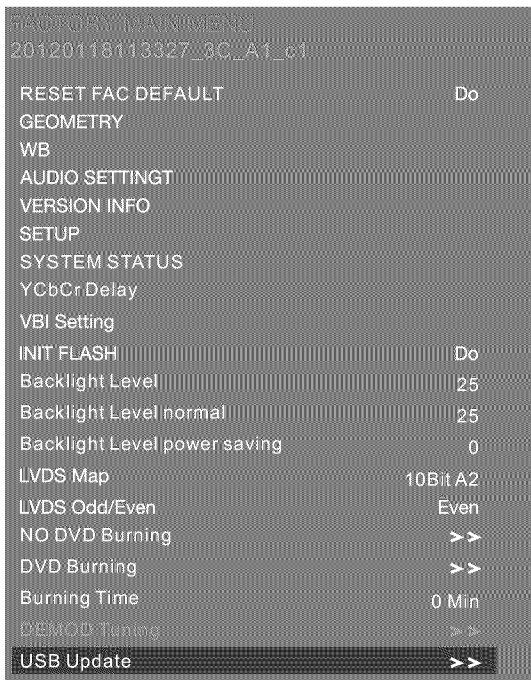 FACTORY MAIN MENU
20120118113327_3C_A1_c1
RESET FAC DEFAULT Do
GEOMETRY
WB
AUDIO SETTINGT
VERSION INFO
SETUP
SYSTEM STATUS
YCbCr Delay
VBI Setting
INIT FLASH Do
Backlight Level 25
Backlight Level normal 25
Backlight Level power saving 0
LVDS Map 10Bit A2
LVDS Odd/Even Even
NO DVD Burning >>
DVD Burning >>
Burning Time 0 Min
DEMOD Tuning >>
USB Update >>